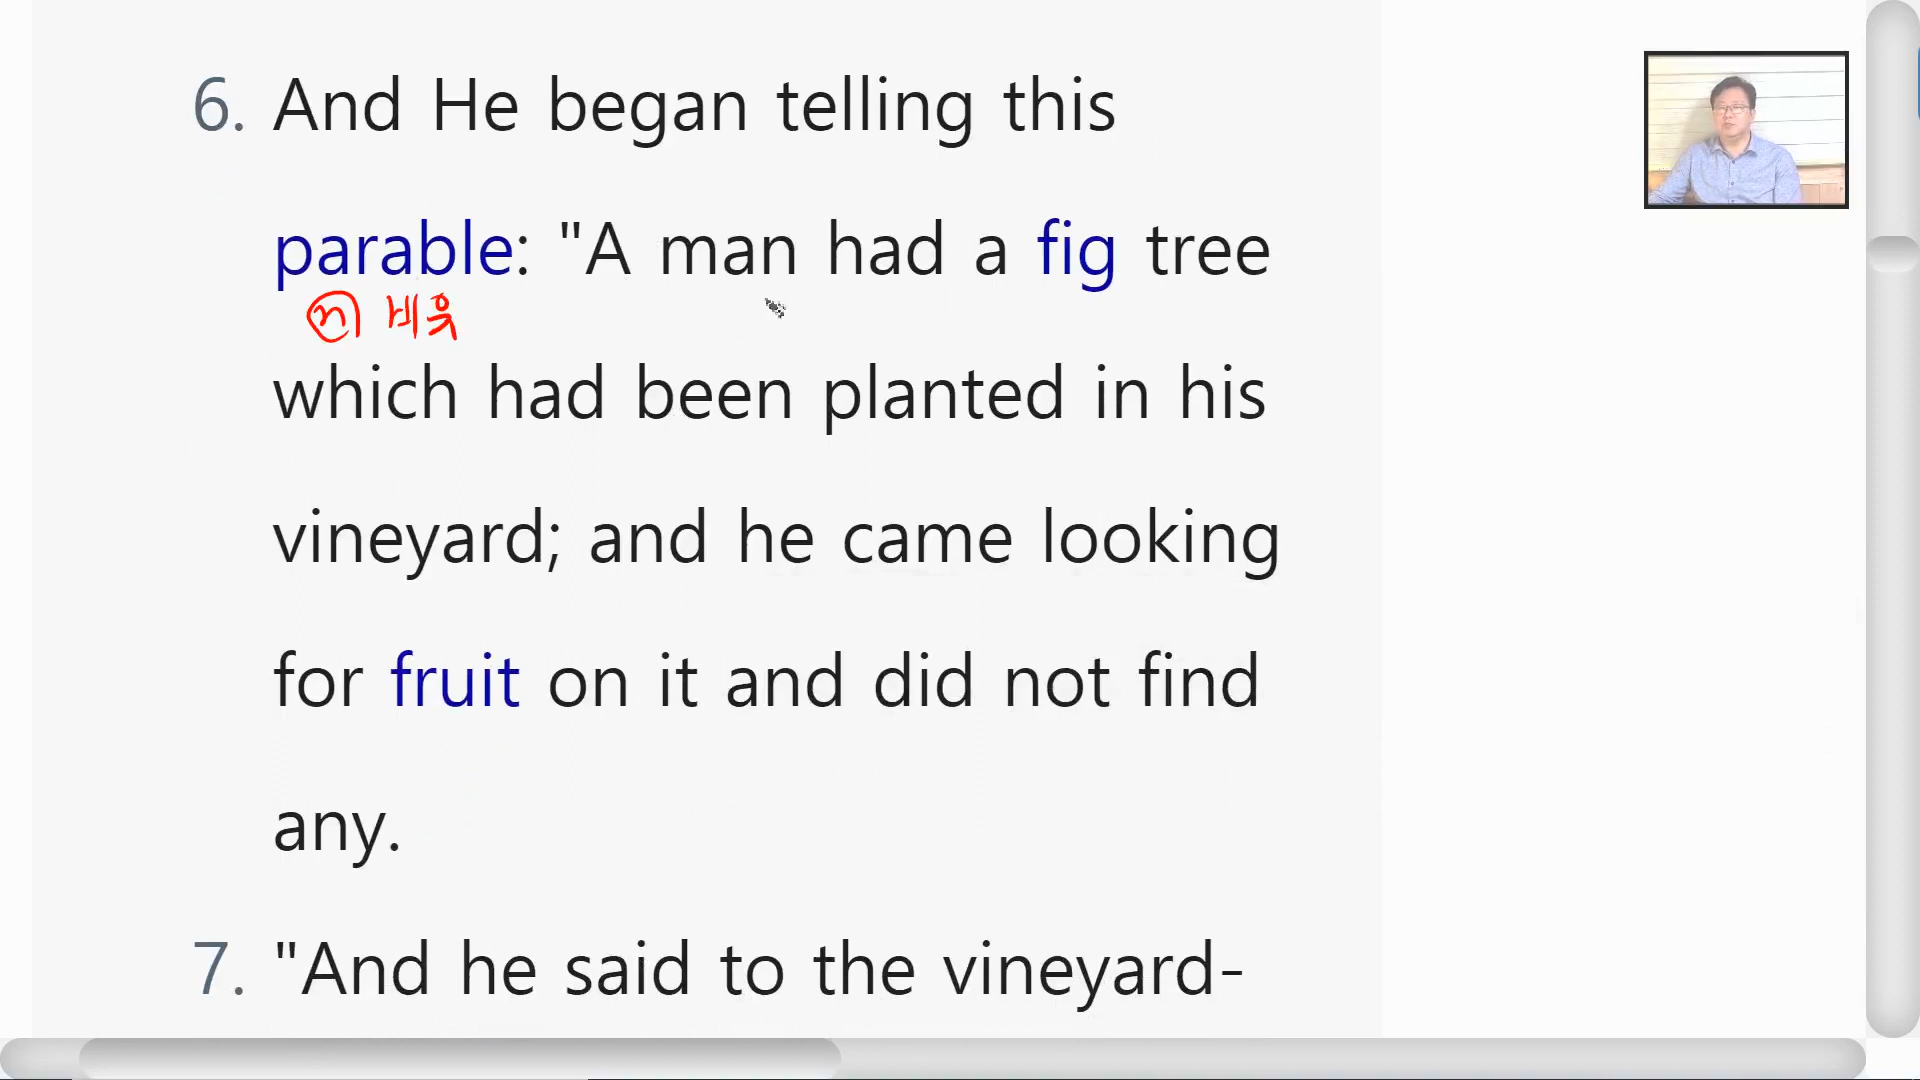 6. And He began telling this
parable: "A man had a fig tree
ⓝ 비유
which had been planted in his
vineyard; and he came looking
for fruit on it and did not find
any.
7. "And he said to the vineyard-